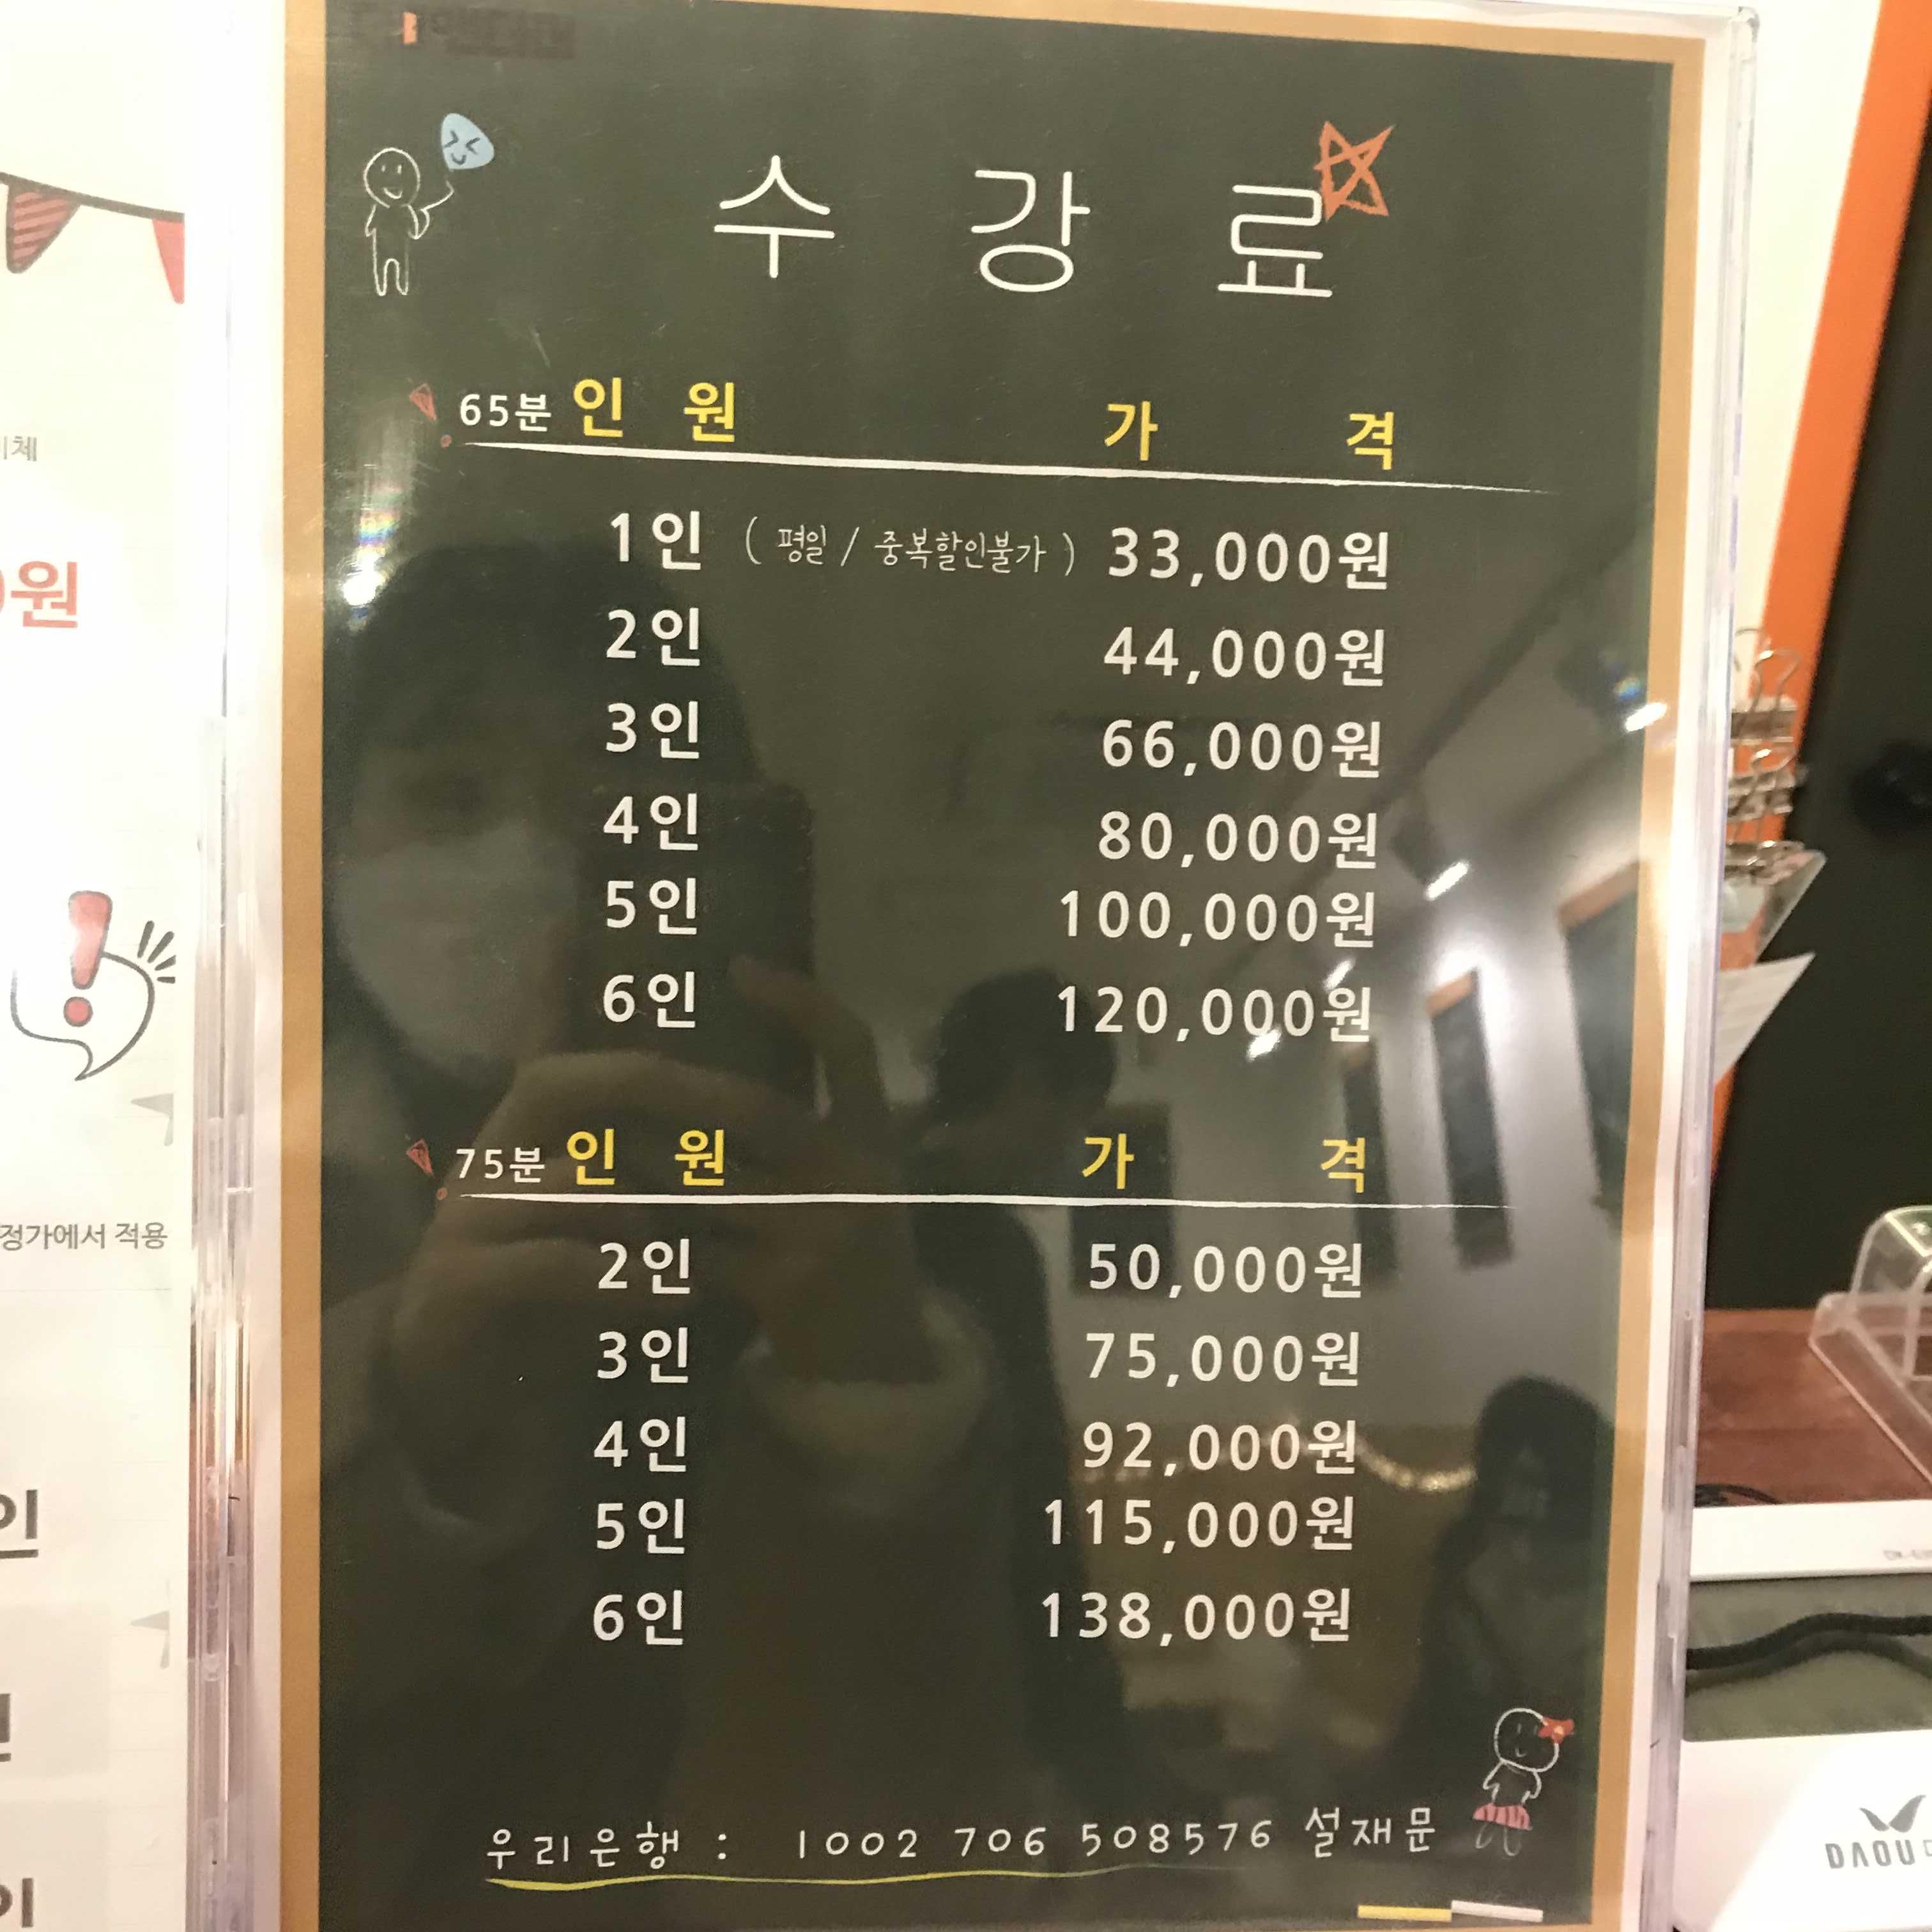 수 강 료
65분 인 원 가 격
1인 ( 평일 / 중복할인불가 ) 33,000원
2인 44,000원
3인 66,000원
4인 80,000원
5인 100,000원
6인 120,000원
75분 인 원 가 격
2인 50,000원
3인 75,000원
4인 92,000원
5인 115,000원
6인 138,000원
우리은행 : 1002 706 508576 설재문
원
정가에서 적용
인
DAOU